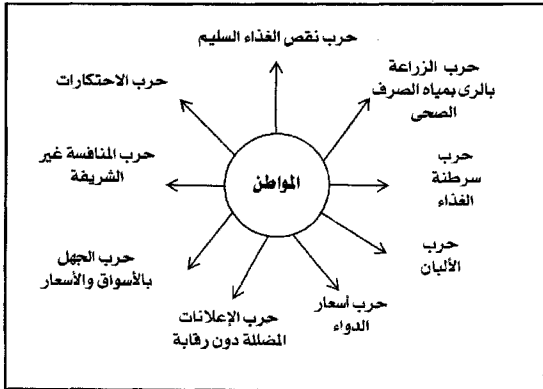 حرب نقص الغذاء السليم
حرب الزراعة
بالرى بمياه الصرف
الصحى
حرب
سرطنة
الغذاء
حرب
الألبان
حرب أسعار
الدواء
حرب الإعلانات
المضللة دون رقابة
حرب الجهل
بالأسواق والأسعار
حرب المنافسة غير
الشريفة
حرب الاحتكارات
المواطن